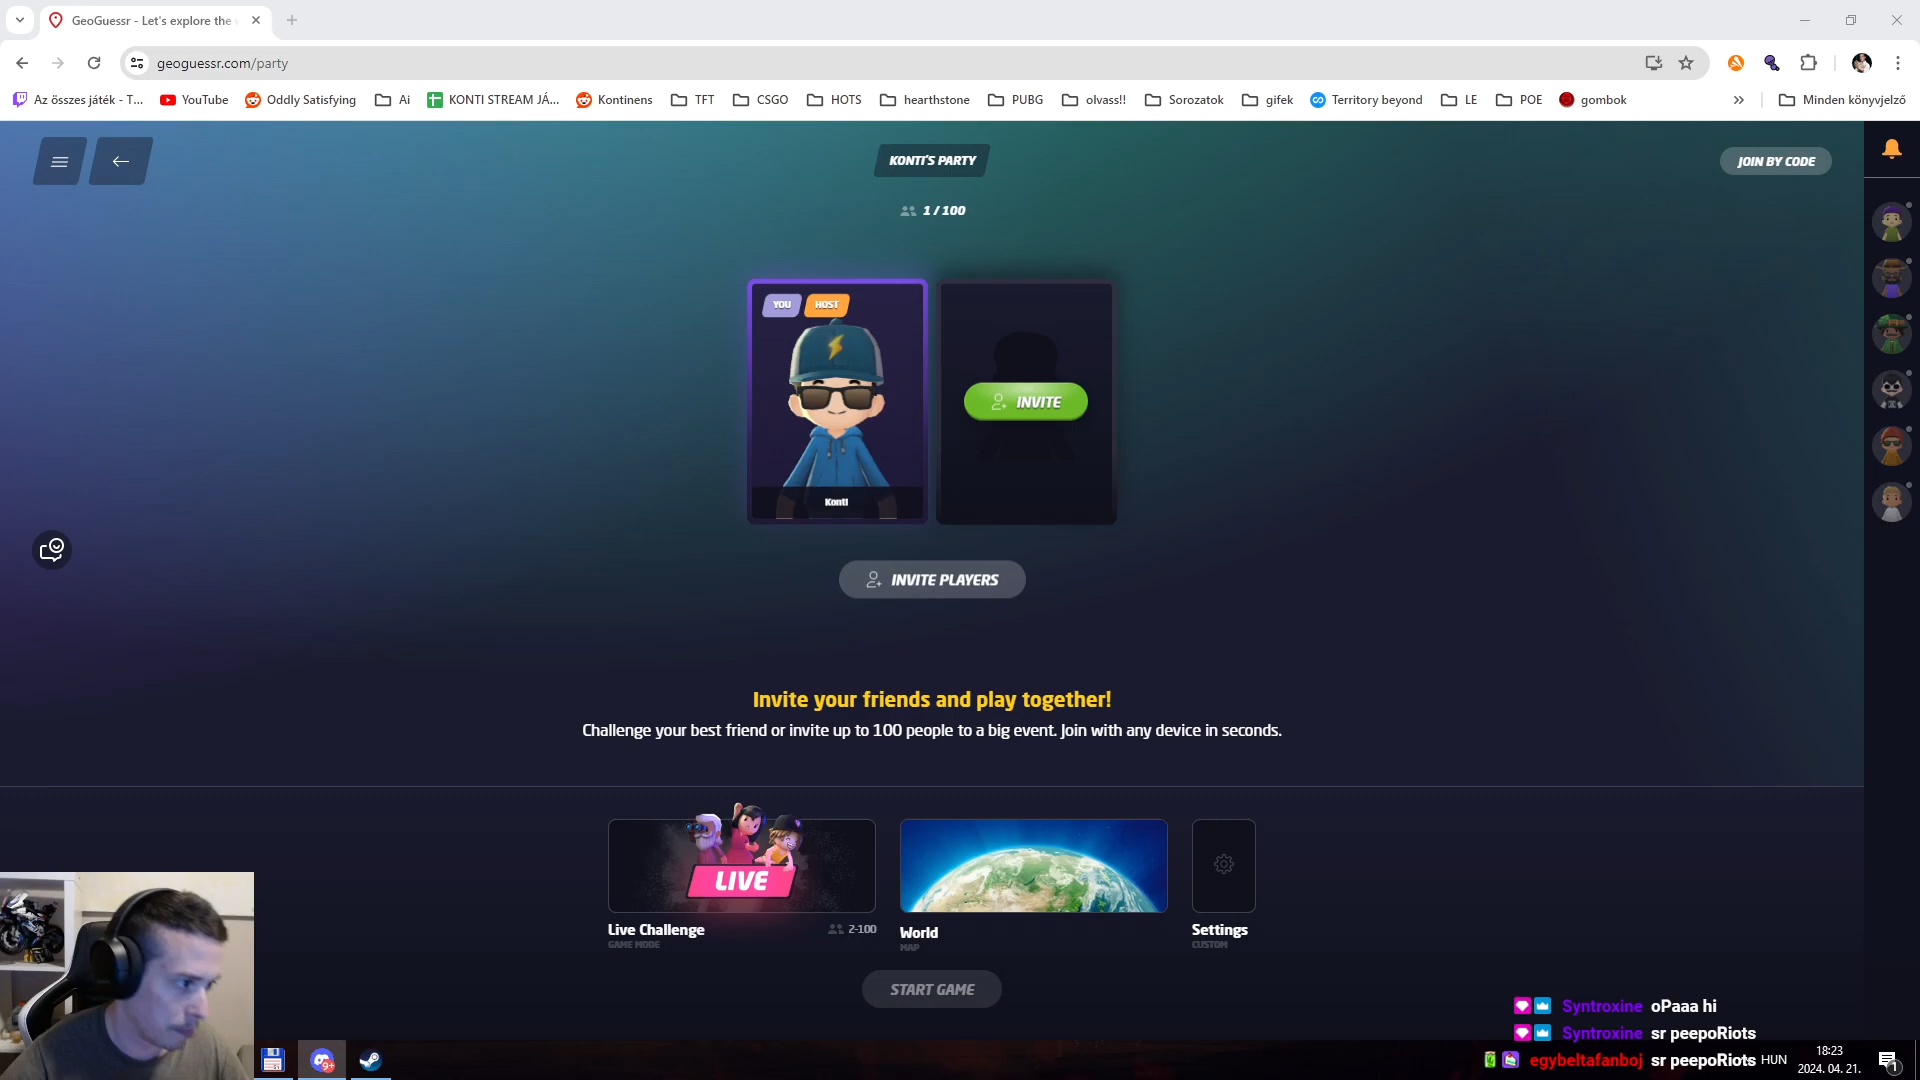 GeoGuessr - Let's explore the
geoguessr.com/party
Az összes játék - T...
YouTube
Oddly Satisfying
Ai
KONTI STREAM JÁ...
Kontinens
TFT
CSGO
HOTS
hearthstone
PUBG
olvass!!
Sorozatok
gifek
Territory beyond
LE
POE
gombok
Minden könyvjelző
KONTI'S PARTY
JOIN BY CODE
1 / 100
YOU
HOST
INVITE
Konti
INVITE PLAYERS
Invite your friends and play together!
Challenge your best friend or invite up to 100 people to a big event. Join with any device in seconds.
LIVE
Live Challenge
2-100
GAME MODE
World
MAP
Settings
CUSTOM
START GAME
Syntroxine oPaaa hi
Syntroxine sr peepoRiots
egybeltafanboj sr peepoRiots
9+
HUN
18:23
2024. 04. 21.
1